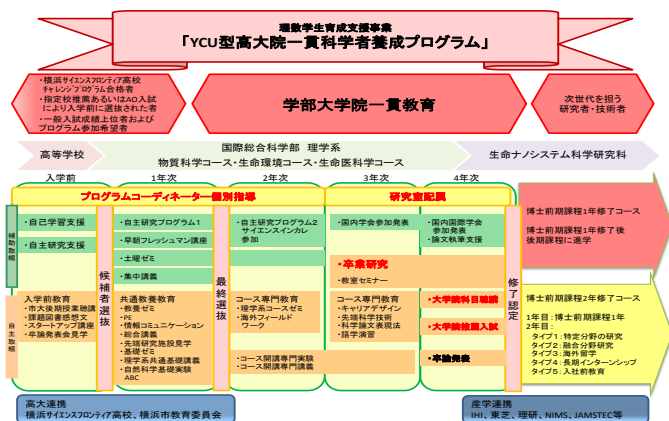 理数学生育成支援事業
「YCU型高大院一貫科学者養成プログラム」
・横浜サイエンスフロンティア高校
チャレンジプログラム合格者
・指定校推薦あるいはAO入試
により入学前に選抜された者
・一般入試成績上位者および
プログラム参加希望者
学部大学院一貫教育
次世代を担う
研究者・技術者
高等学校
国際総合科学部 理学系
物質科学コース・生命環境コース・生命医科学コース
生命ナノシステム科学研究科
入学前
1年次
2年次
3年次
4年次
プログラムコーディネーター個別指導
研究室配属
補助取組
・自己学習支援
・自主研究支援
候補者選抜
・自主研究プログラム1
・早朝フレッシュマン講座
・土曜ゼミ
・集中講義
最終選抜
・自主研究プログラム2
サイエンスインカレ
参加
・国内学会参加発表
・国内国際学会
参加発表
・論文執筆支援
・卒業研究
・教室セミナー
修了認定
自主取組
入学前教育
・市大後期授業聴講
・課題図書感想文
・スタートアップ講座
・卒論発表会見学
共通教養教育
・教養ゼミ
・PE
・情報コミュニケーション
・総合講義
・先端研究施設見学
・基礎ゼミ
・理学系共通基礎講義
・自然科学基礎実験
ABC
コース専門教育
・理学系コースゼミ
・海外フィールド
ワーク
・コース開講専門実験
・コース開講専門講義
コース専門教育
・キャリアデザイン
・先端科学技術
・科学論文表現法
・語学演習
・大学院科目聴講
・大学院推薦入試
・卒論発表
博士前期課程1年修了コース
博士前期課程1年修了後
後期課程に進学
博士前期課程2年修了コース
1年目:博士前期課程1年
2年目:
タイプ1:特定分野の研究
タイプ2:融合分野研究
タイプ3:海外留学
タイプ4:長期インターンシップ
タイプ5:入社前教育
高大連携
横浜サイエンスフロンティア高校、横浜市教育委員会
産学連携
IHI、東芝、理研、NIMS、JAMSTEC等